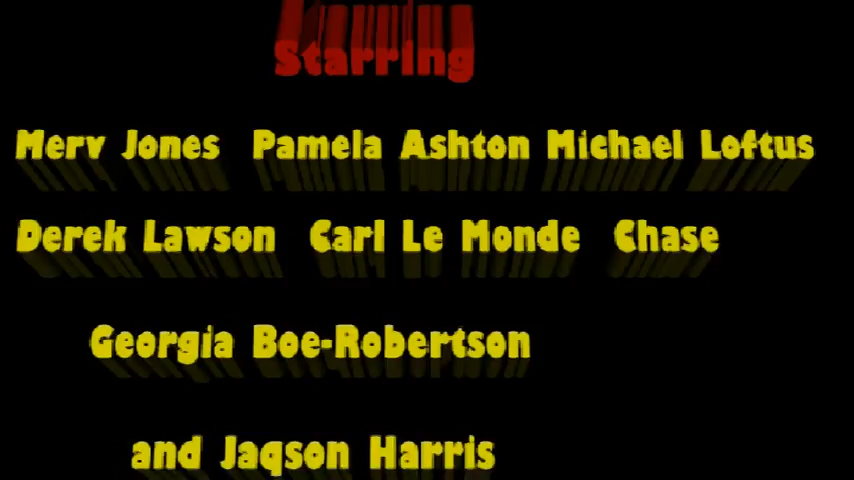 Starring
Merv Jones Pamela Ashton Michael Loftus
Derek Lawson Carl Le Monde Chase
Georgia Boe-Robertson
and Jaqson Harris